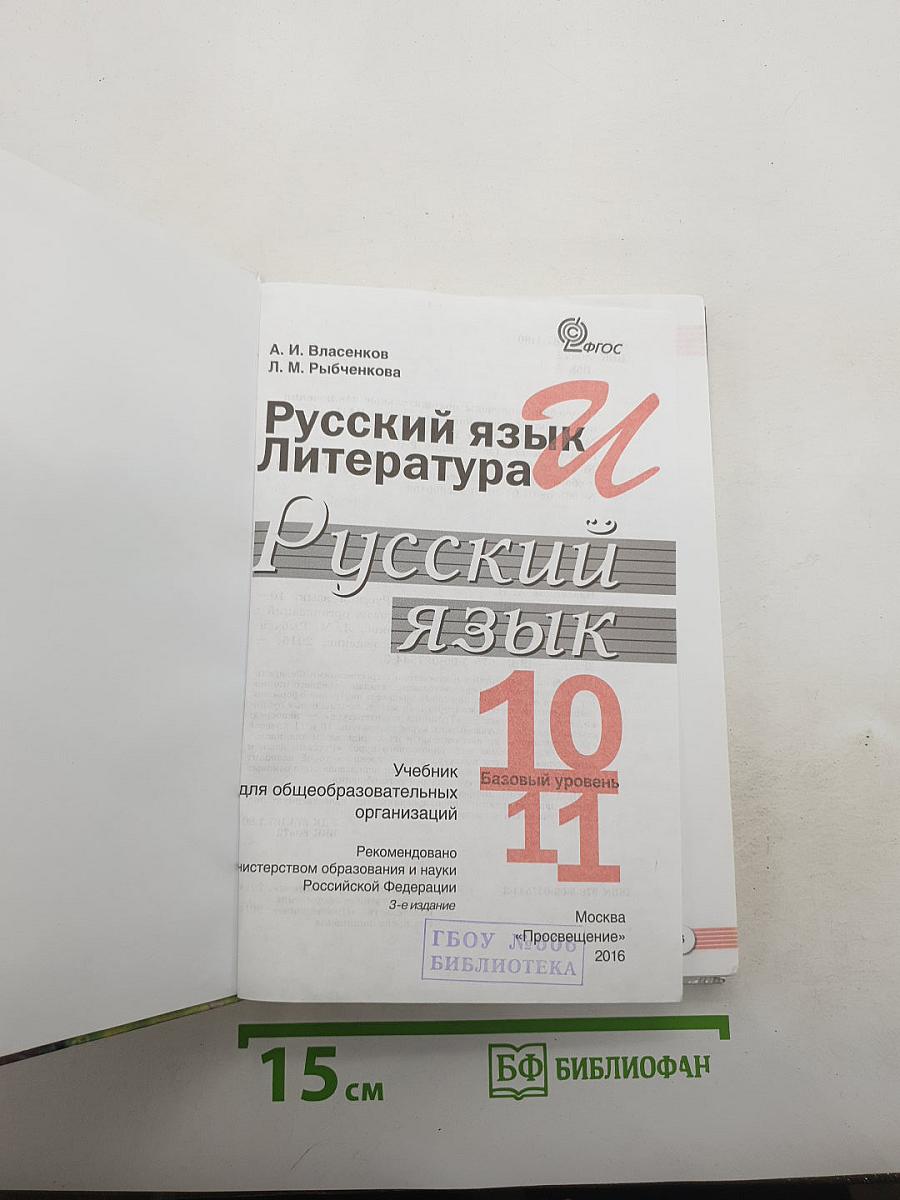 ФГОС
А. И. Власенков
Л. М. Рыбченкова
Русский язык и
Литература
Русский
язык
10
Базовый уровень
11
Учебник
для общеобразовательных
организаций
Рекомендовано
нистерством образования и науки
Российской Федерации
3-е издание
Москва
«Просвещение»
2016
ГБОУ
БИБЛИОТЕКА
15 см
БФ БИБЛИОФАН